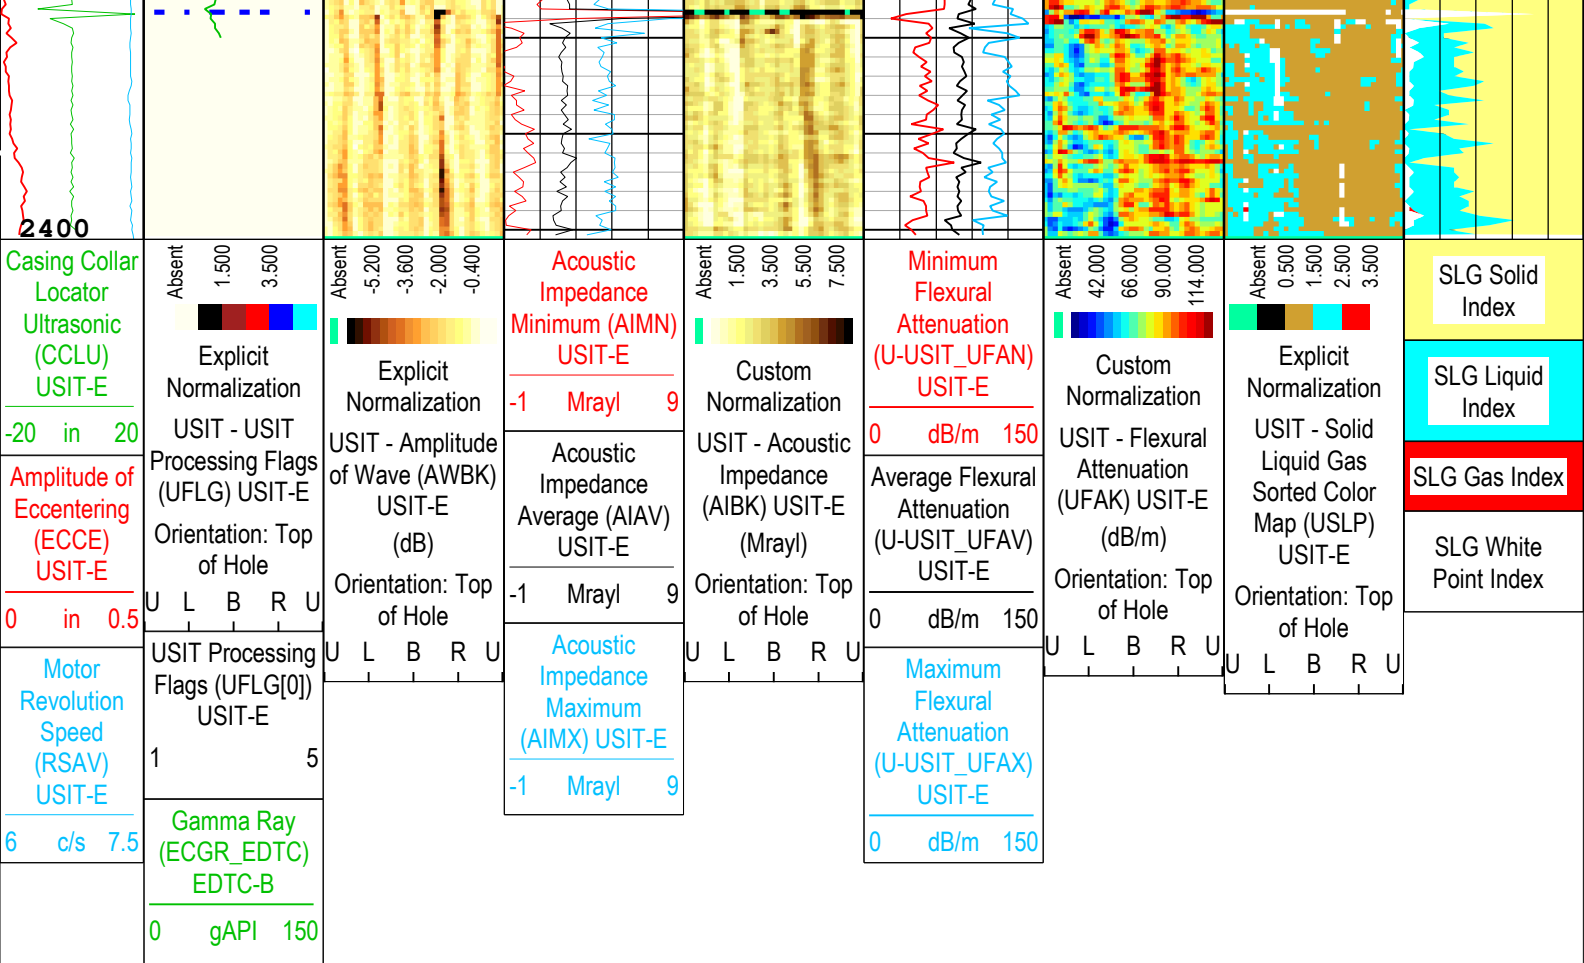 2400
Casing Collar
Locator
Ultrasonic
(CCLU)
USIT-E
-20 in 20
Amplitude of
Eccentering
(ECCE)
USIT-E
0 in 0.5
Motor
Revolution
Speed
(RSAV)
USIT-E
6 c/s 7.5
Absent
1.500
3.500
Explicit
Normalization
USIT - USIT
Processing Flags
(UFLG) USIT-E
Orientation: Top
of Hole
U L B R U
USIT Processing
Flags (UFLG[0])
USIT-E
1 5
Gamma Ray
(ECGR_EDTC)
EDTC-B
0 gAPI 150
Absent
-5.200
-3.600
-2.000
-0.400
Explicit
Normalization
USIT - Amplitude
of Wave (AWBK)
USIT-E
(dB)
Orientation: Top
of Hole
U L B R U
Acoustic
Impedance
Minimum (AIMN)
USIT-E
-1 Mrayl 9
Acoustic
Impedance
Average (AIAV)
USIT-E
-1 Mrayl 9
Acoustic
Impedance
Maximum
(AIMX) USIT-E
-1 Mrayl 9
Absent
1.500
3.500
5.500
7.500
Custom
Normalization
USIT - Acoustic
Impedance
(AIBK) USIT-E
(Mrayl)
Orientation: Top
of Hole
U L B R U
Minimum
Flexural
Attenuation
(U-USIT_UFAN)
USIT-E
0 dB/m 150
Average Flexural
Attenuation
(U-USIT_UFAV)
USIT-E
0 dB/m 150
Maximum
Flexural
Attenuation
(U-USIT_UFAX)
USIT-E
0 dB/m 150
Absent
42.000
66.000
90.000
114.000
Custom
Normalization
USIT - Flexural
Attenuation
(UFAK) USIT-E
(dB/m)
Orientation: Top
of Hole
U L B R U
Absent
0.500
1.500
2.500
3.500
Explicit
Normalization
USIT - Solid
Liquid Gas
Sorted Color
Map (USLP)
USIT-E
Orientation: Top
of Hole
U L B R U
SLG Solid
Index
SLG Liquid
Index
SLG Gas Index
SLG White
Point Index